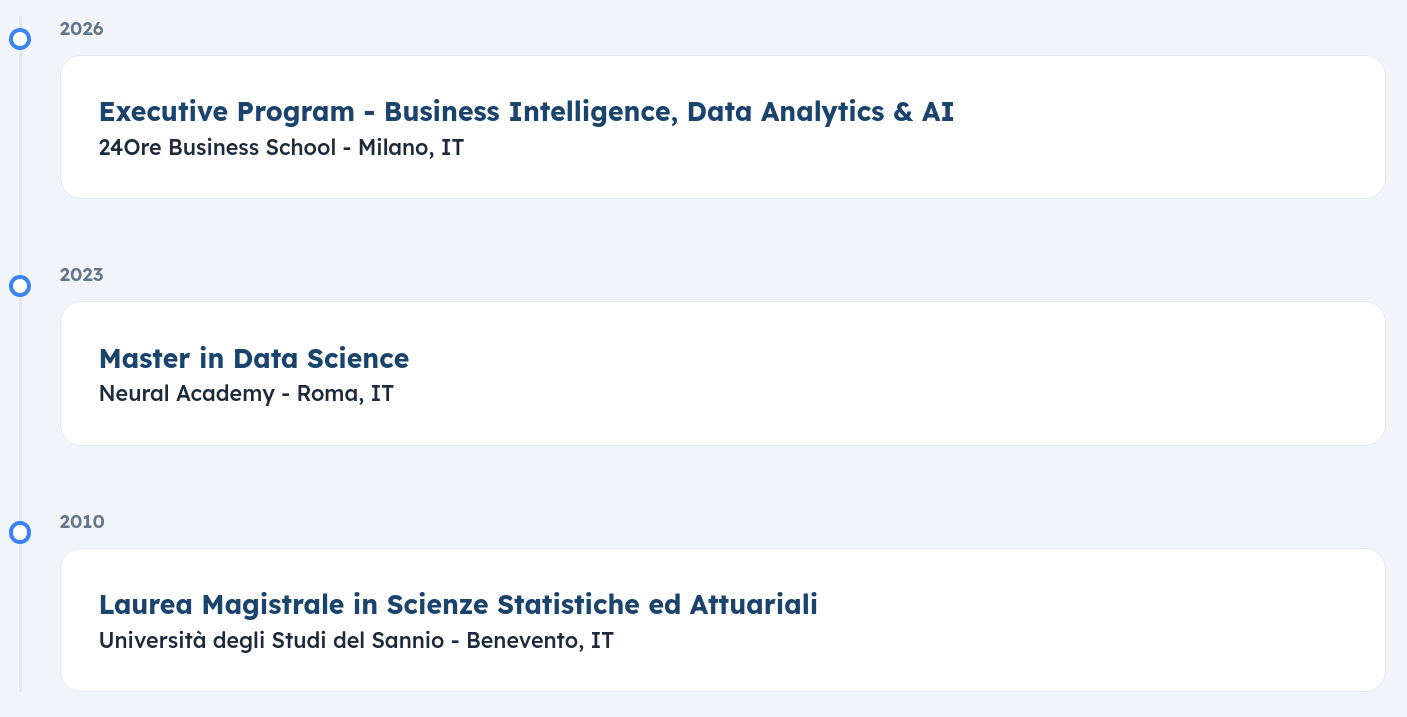 2026
Executive Program - Business Intelligence, Data Analytics & AI
24Ore Business School - Milano, IT
2023
Master in Data Science
Neural Academy - Roma, IT
2010
Laurea Magistrale in Scienze Statistiche ed Attuariali
Università degli Studi del Sannio - Benevento, IT